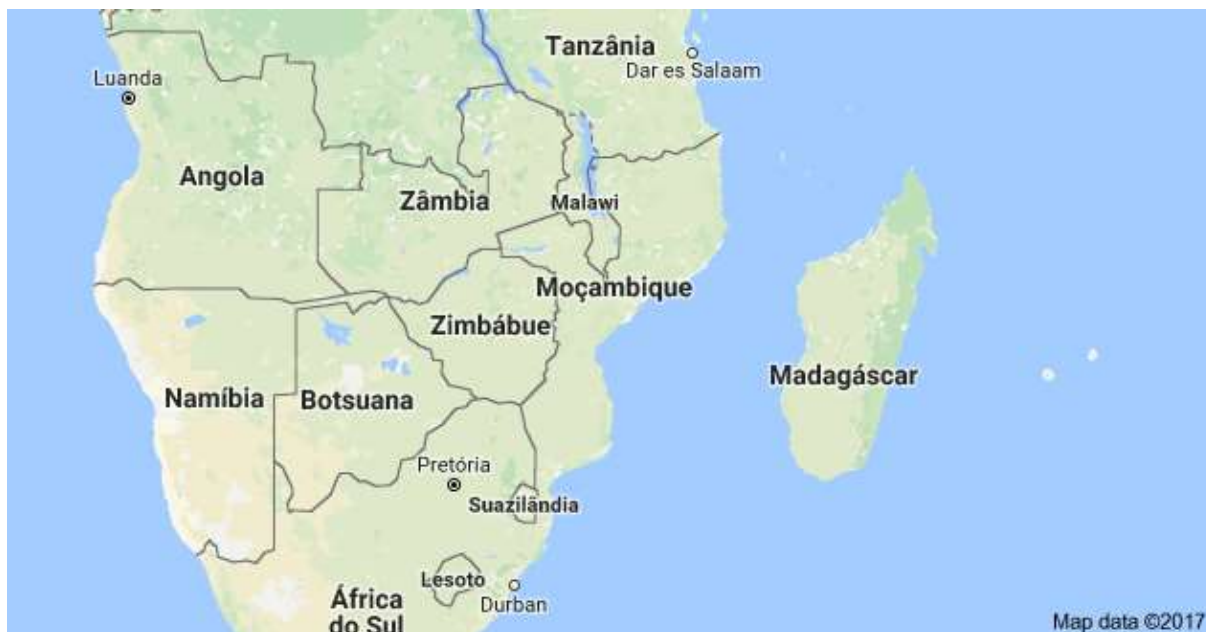 Tanzânia
Dar es Salaam
Luanda
Angola
Zâmbia
Malawi
Moçambique
Zimbábue
Madagáscar
Namíbia
Botsuana
Pretória
Suazilândia
Lesoto
Durban
África
do Sul
Map data ©2017